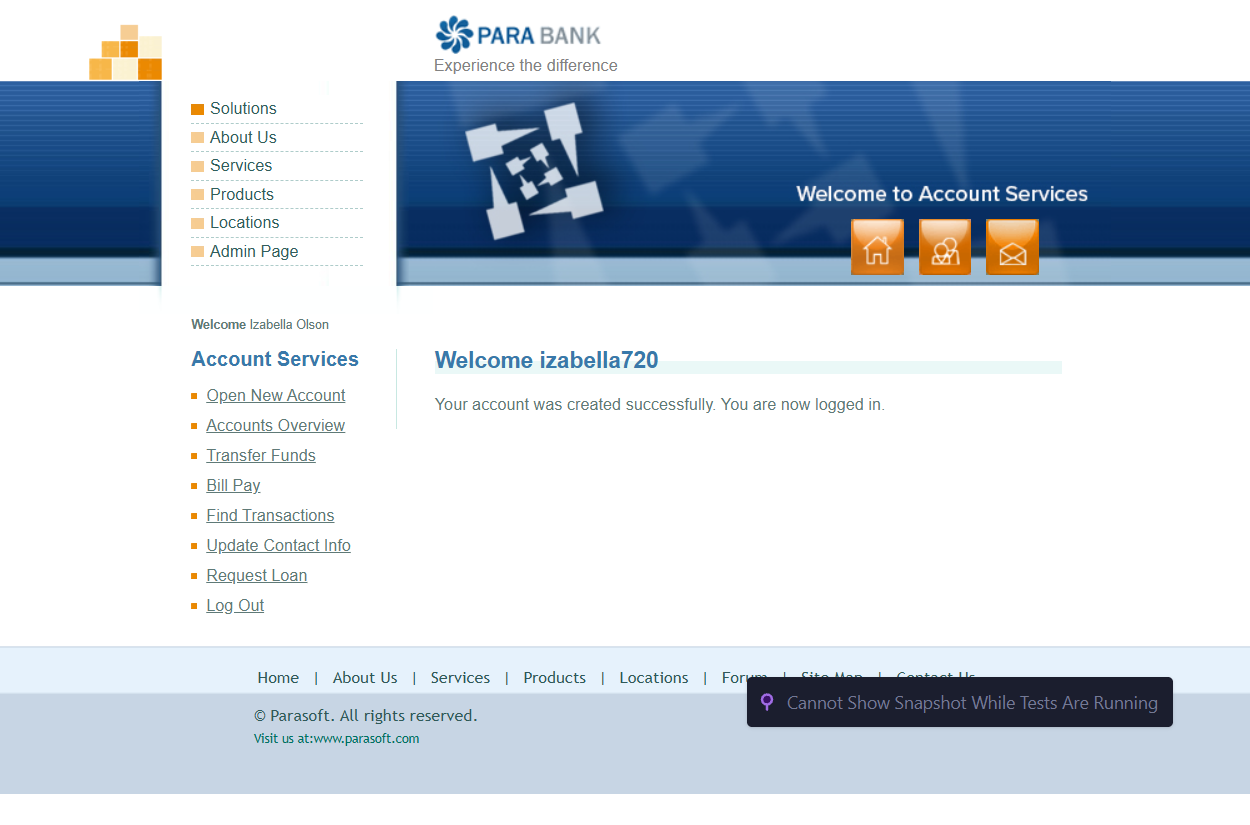 PARA BANK
Experience the difference
Solutions
About Us
Services
Products
Locations
Admin Page
Welcome to Account Services
Welcome Izabella Olson
Account Services
Open New Account
Accounts Overview
Transfer Funds
Bill Pay
Find Transactions
Update Contact Info
Request Loan
Log Out
Welcome izabella720
Your account was created successfully. You are now logged in.
Home | About Us | Services | Products | Locations | Forum | Site Map | Contact Us
Cannot Show Snapshot While Tests Are Running
© Parasoft. All rights reserved.
Visit us at:www.parasoft.com